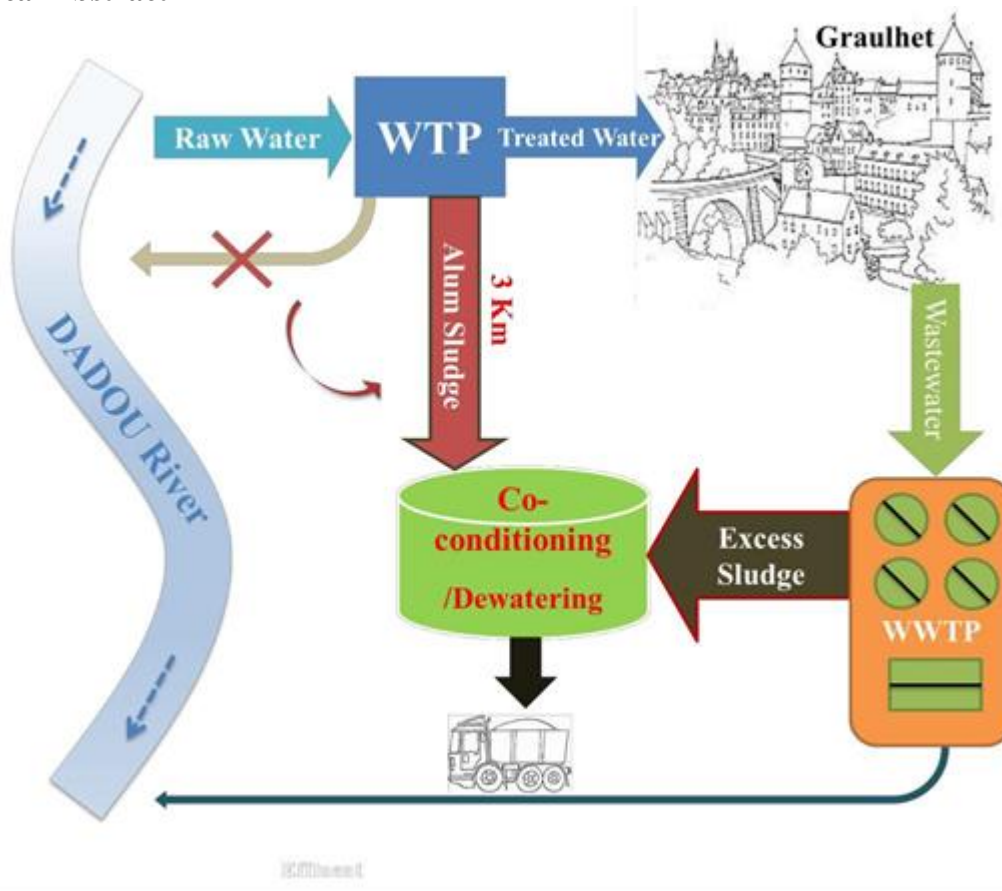 Graulhet
Raw Water
WTP
Treated Water
Alum Sludge
3 Km
DADOU River
Wastewater
Co-
conditioning
/Dewatering
Excess
Sludge
WWTP
Effluent